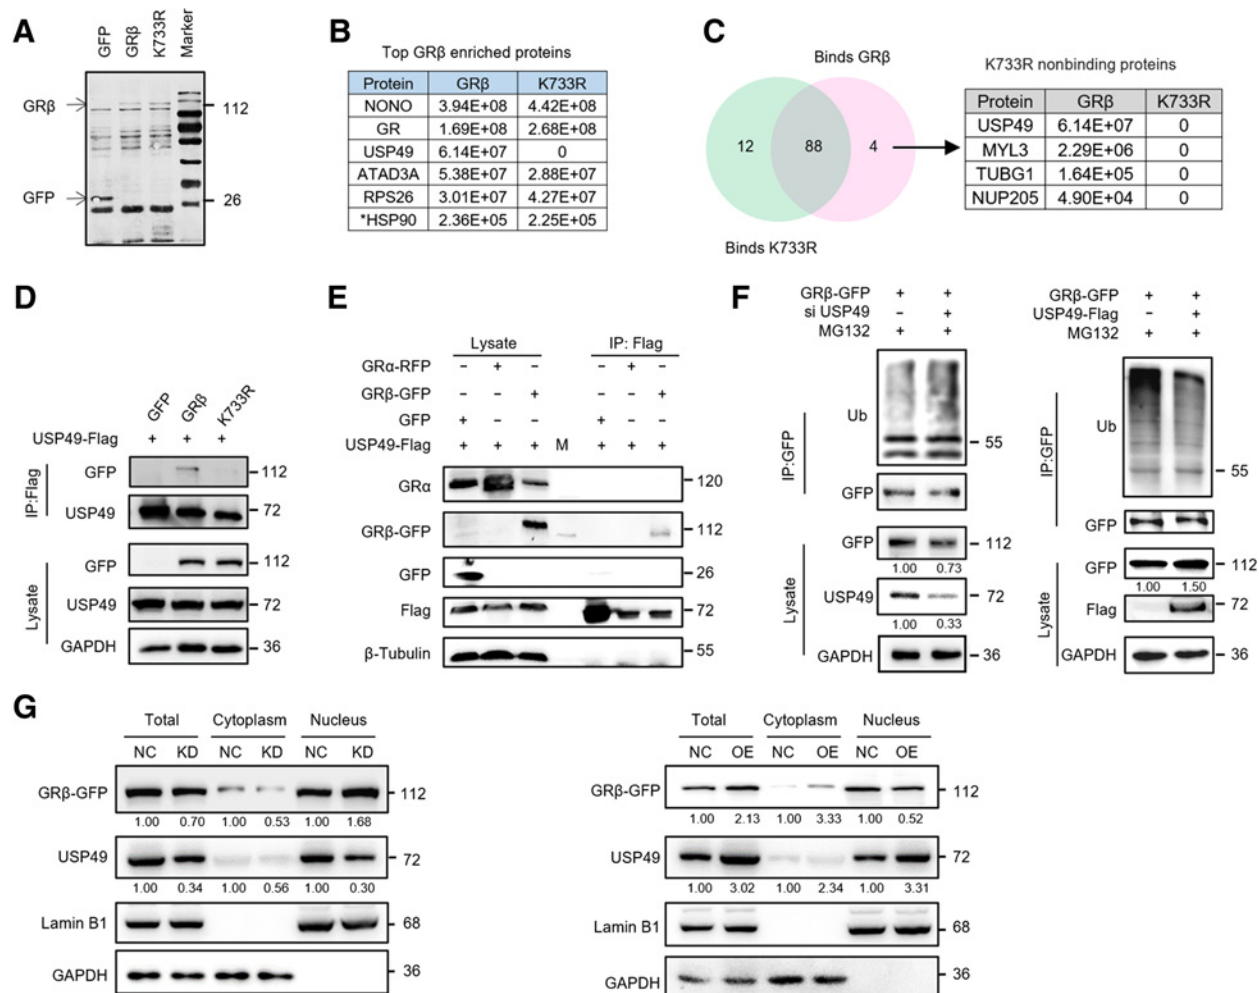 A
GFP
GRβ
K733R
Marker
GRβ
112
GFP
26
B
Top GRβ enriched proteins
Protein GRβ K733R
NONO 3.94E+08 4.42E+08
GR 1.69E+08 2.68E+08
USP49 6.14E+07 0
ATAD3A 5.38E+07 2.88E+07
RPS26 3.01E+07 4.27E+07
*HSP90 2.36E+05 2.25E+05
C
Binds GRβ
12 88 4
Binds K733R
K733R nonbinding proteins
Protein GRβ K733R
USP49 6.14E+07 0
MYL3 2.29E+06 0
TUBG1 1.64E+05 0
NUP205 4.90E+04 0
D
GFP GRβ K733R
USP49-Flag + + +
IP:Flag
GFP 112
USP49 72
Lysate
GFP 112
USP49 72
GAPDH 36
E
Lysate IP: Flag
GRα-RFP – + – – + –
GRβ-GFP – – + – – +
GFP + – – + – –
USP49-Flag + + + M + + +
GRα 120
GRβ-GFP 112
GFP 26
Flag 72
β-Tubulin 55
F
GRβ-GFP + +
si USP49 – +
MG132 + +
IP:GFP
Ub 55
GFP
Lysate
GFP 112
1.00 0.73
USP49 72
1.00 0.33
GAPDH 36
GRβ-GFP + +
USP49-Flag – +
MG132 + +
IP:GFP
Ub 55
GFP
Lysate
GFP 112
1.00 1.50
Flag 72
GAPDH 36
G
Total Cytoplasm Nucleus
NC KD NC KD NC KD
GRβ-GFP 112
1.00 0.70 1.00 0.53 1.00 1.68
USP49 72
1.00 0.34 1.00 0.56 1.00 0.30
Lamin B1 68
GAPDH 36
Total Cytoplasm Nucleus
NC OE NC OE NC OE
GRβ-GFP 112
1.00 2.13 1.00 3.33 1.00 0.52
USP49 72
1.00 3.02 1.00 2.34 1.00 3.31
Lamin B1 68
GAPDH 36